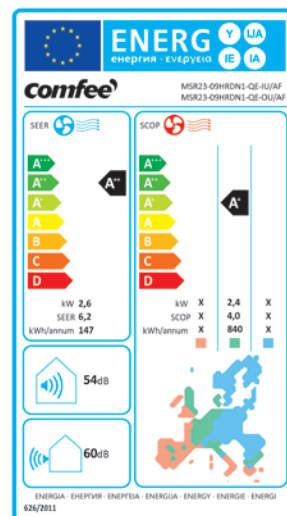 ENERG
енергия · ενεργεια
Y IJA
IE IA
comfee'
MSR23-09HRDN1-QE-IU/AF
MSR23-09HRDN1-QE-OU/AF
SEER
SCOP
A+++
A++
A+
A
B
C
D
A++
kW 2,6
SEER 6,2
kWh/annum 147
A+++
A++
A+
A
B
C
D
A+
kW X 2,4 X
SCOP X 4,0 X
kWh/annum X 840 X
54dB
60dB
ENERGIA · ЕНЕРГИЯ · ΕΝΕΡΓΕΙΑ · ENERGIJA · ENERGY · ENERGIE · ENERGI
626/2011